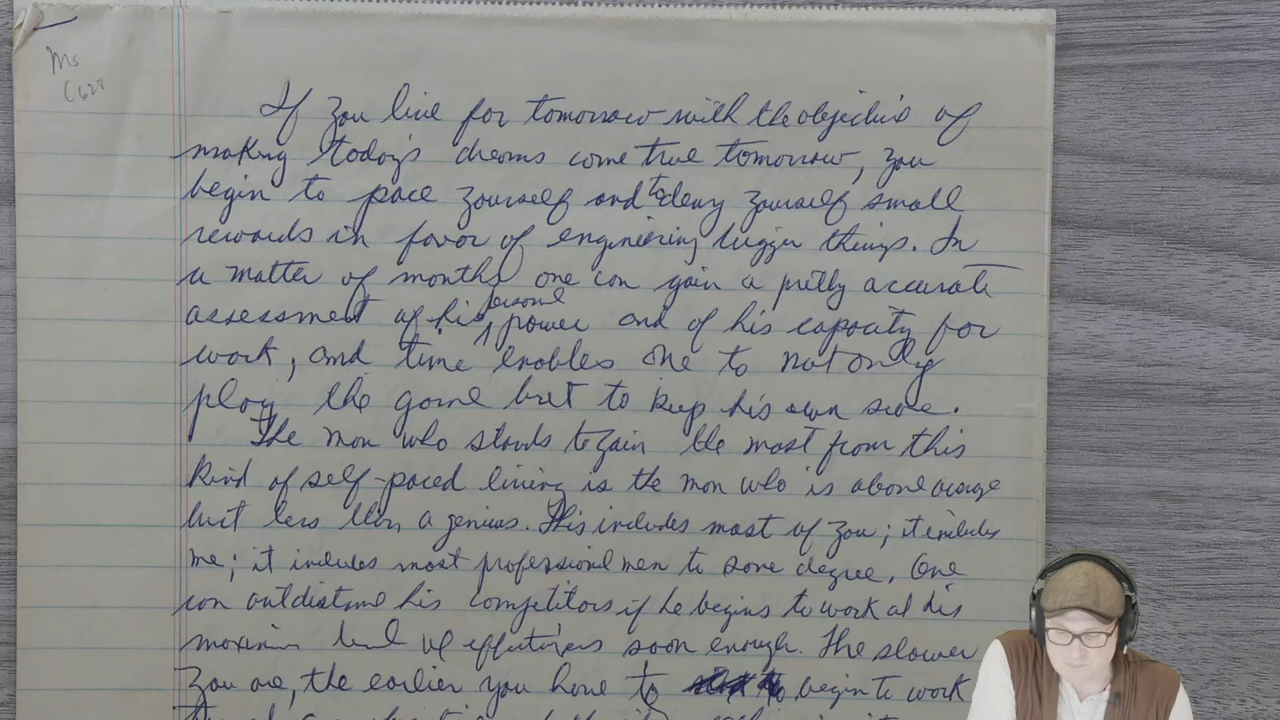 Ms
C622
If you live for tomorrow with the objective of
making today's dreams come true tomorrow, you
begin to pace yourself and to deny yourself small
rewards in favor of engineering bigger things. In
a matter of months one can gain a pretty accurate
assessment of his personal power and of his capacity for
work, and time enables one to not only
play the game but to keep his own score.
The man who stands to gain the most from this
kind of self-paced living is the man who is above average
but less than a genius. This includes most of you; it includes
me; it includes most professional men to some degree. One
can outdistance his competitors if he begins to work at his
maximum level of effectiveness soon enough. The slower
you are, the earlier you have to begin to work